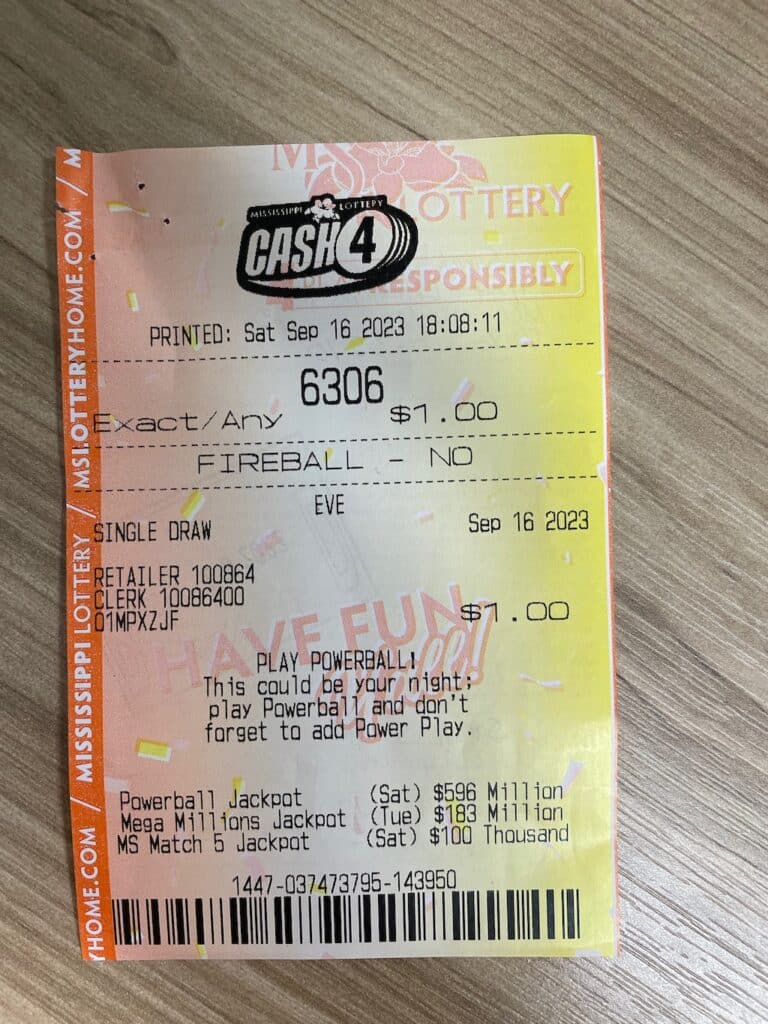 MS LOTTERY
MISSISSIPPI LOTTERY
CASH 4
RESPONSIBLY
PRINTED: Sat Sep 16 2023 18:08:11
6306
Exact/Any $1.00
FIREBALL - NO
EVE
SINGLE DRAW Sep 16 2023
RETAILER 100864
CLERK 10086400
01MPXZJF $1.00
HAVE FUN
y'all!
PLAY POWERBALL!
This could be your night;
play Powerball and don't
forget to add Power Play.
Powerball Jackpot (Sat) $596 Million
Mega Millions Jackpot (Tue) $183 Million
MS Match 5 Jackpot (Sat) $100 Thousand
1447-037473795-143950
YHOME.COM / MISSISSIPPI LOTTERY / MSLOTTERYHOME.COM / M